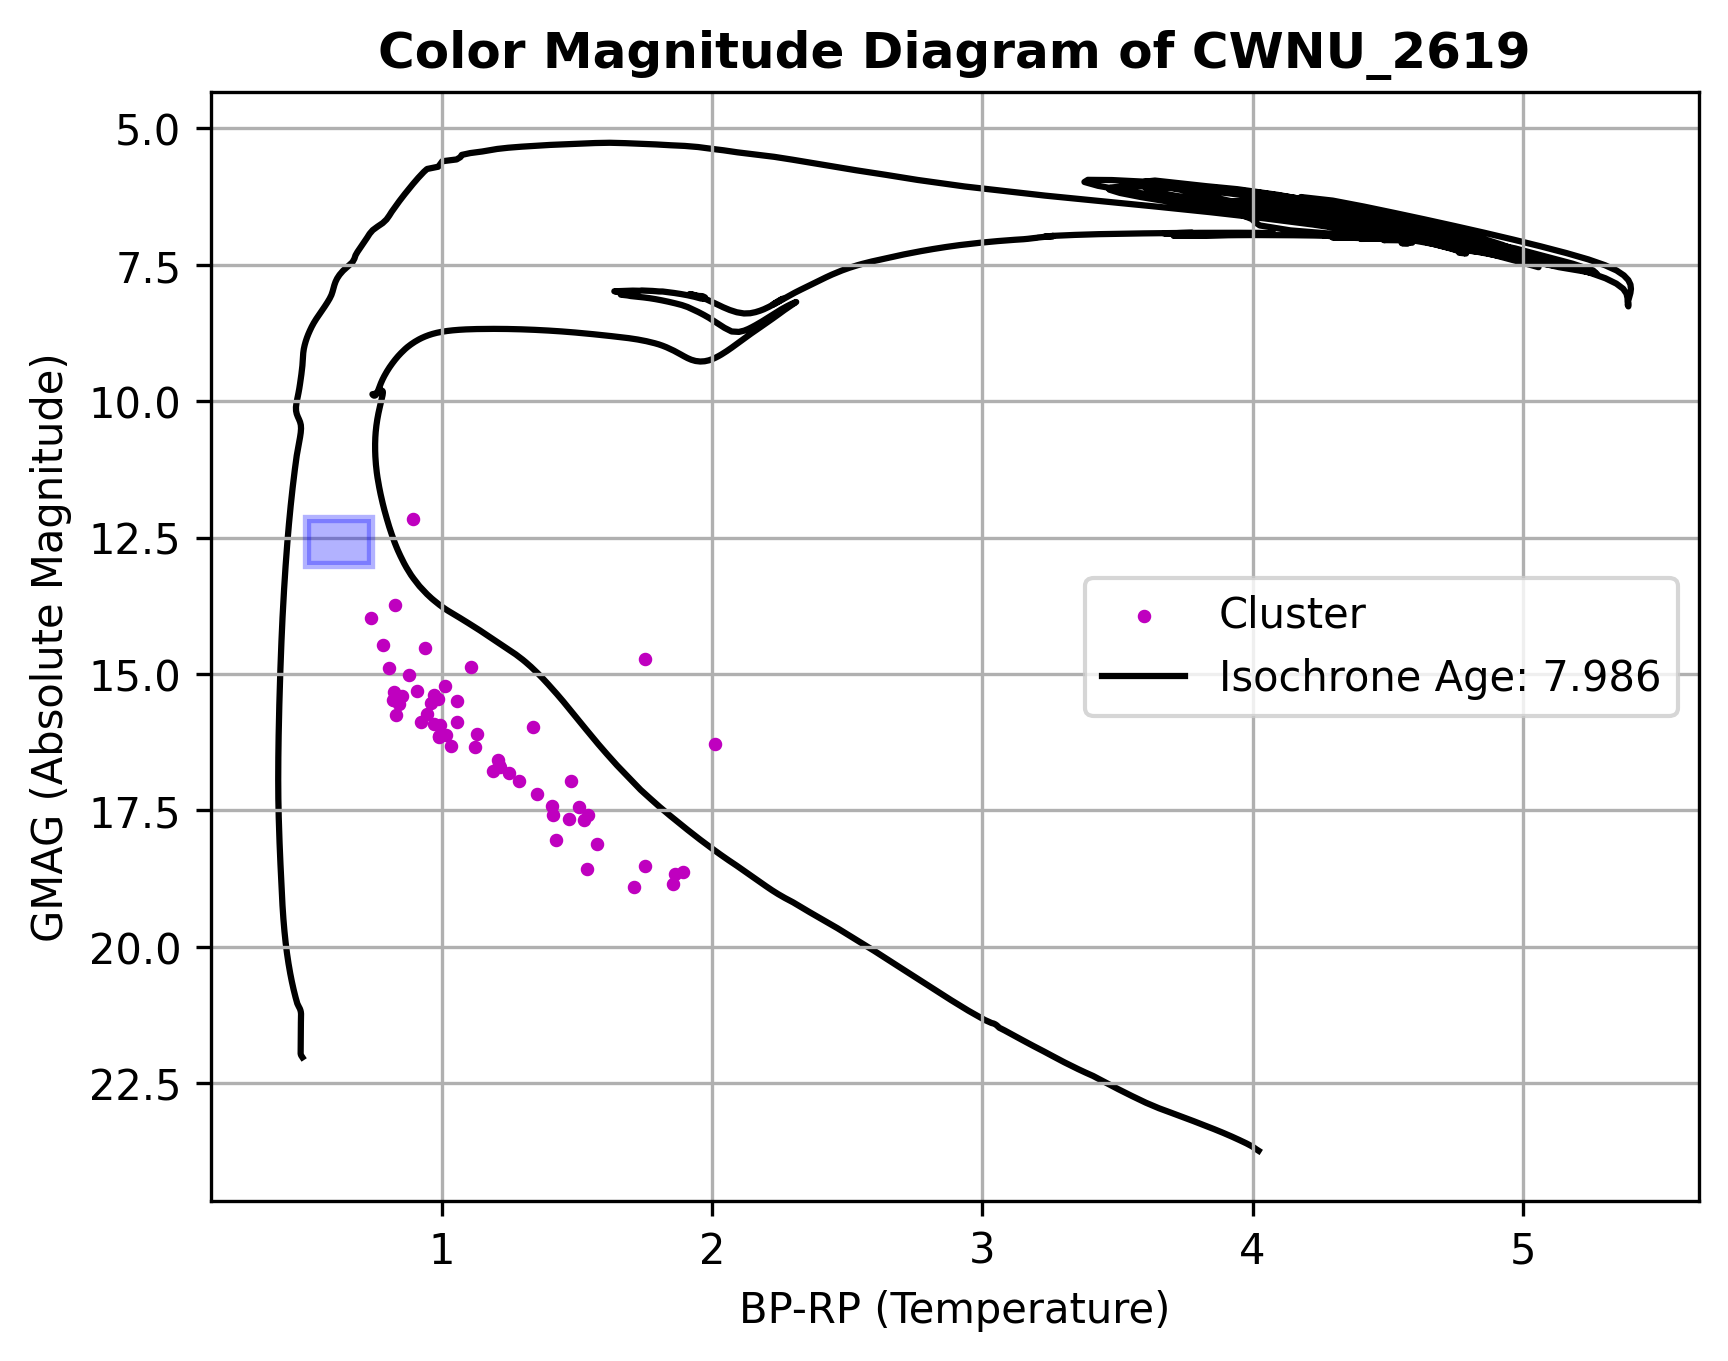 Color Magnitude Diagram of CWNU_2619
GMAG (Absolute Magnitude)
5.0
7.5
10.0
12.5
15.0
17.5
20.0
22.5
Cluster
Isochrone Age: 7.986
1 2 3 4 5
BP-RP (Temperature)